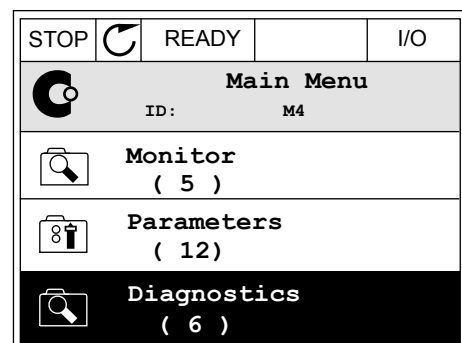 STOP READY I/O
Main Menu
ID: M4
Monitor
( 5 )
Parameters
( 12)
Diagnostics
( 6 )